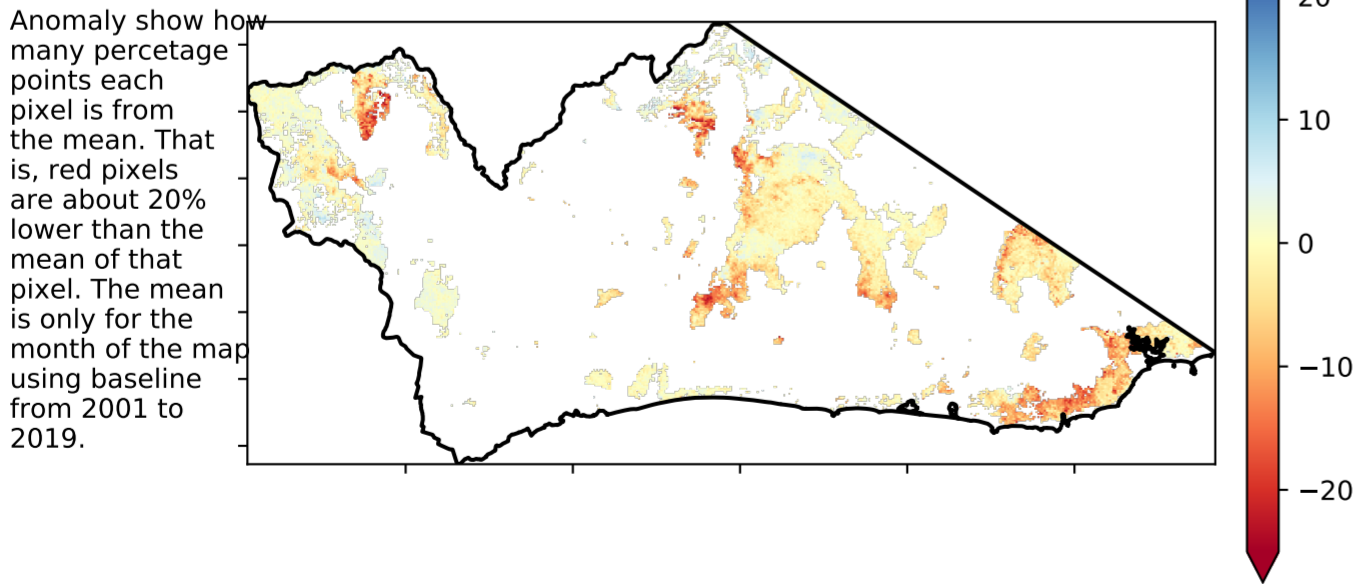 Anomaly show how
many percetage
points each
pixel is from
the mean. That
is, red pixels
are about 20%
lower than the
mean of that
pixel. The mean
is only for the
month of the map
using baseline
from 2001 to
2019.
20
10
0
−10
−20